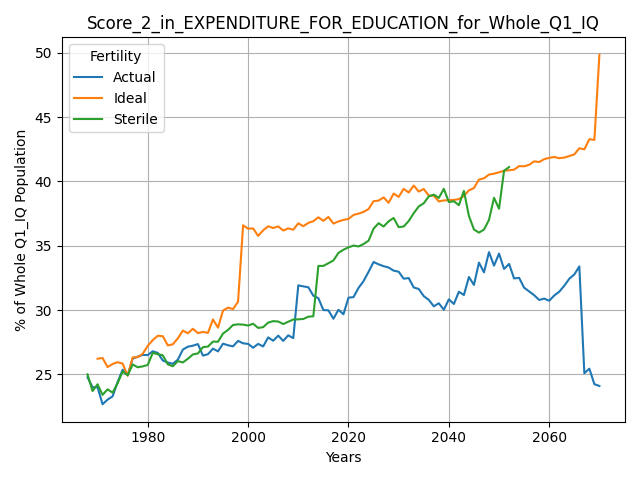 Score_2_in_EXPENDITURE_FOR_EDUCATION_for_Whole_Q1_IQ
Fertility
Actual
Ideal
Sterile
% of Whole Q1_IQ Population
50
45
40
35
30
25
1980
2000
2020
2040
2060
Years